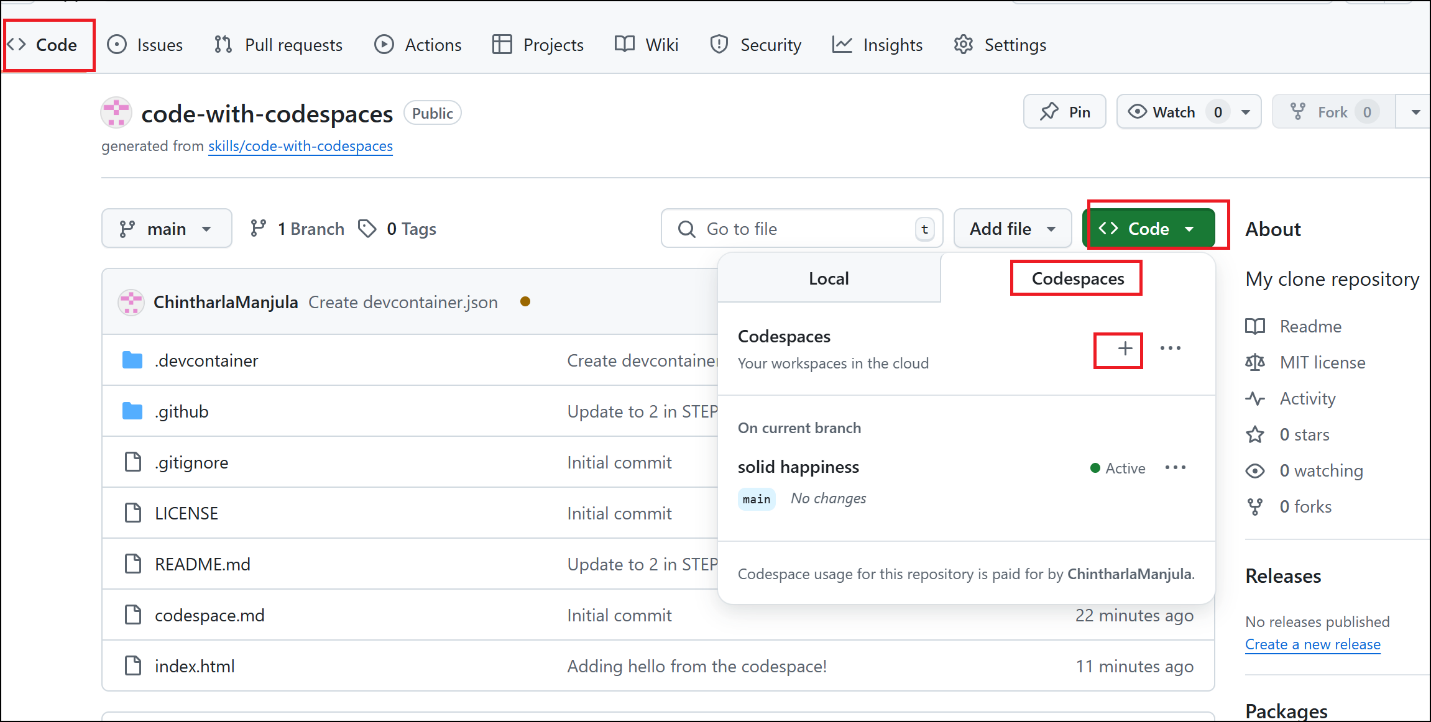 Code Issues Pull requests Actions Projects Wiki Security Insights Settings
code-with-codespaces Public
Pin Watch 0 Fork 0
generated from skills/code-with-codespaces
main 1 Branch 0 Tags Go to file t Add file Code
ChintharlaManjula Create devcontainer.json
.devcontainer Create devcontainer
.github Update to 2 in STEP
.gitignore Initial commit
LICENSE Initial commit
README.md Update to 2 in STEP
codespace.md Initial commit 22 minutes ago
index.html Adding hello from the codespace! 11 minutes ago
Local Codespaces
Codespaces
Your workspaces in the cloud
On current branch
solid happiness Active
main No changes
Codespace usage for this repository is paid for by ChintharlaManjula.
About
My clone repository
Readme
MIT license
Activity
0 stars
0 watching
0 forks
Releases
No releases published
Create a new release
Packages